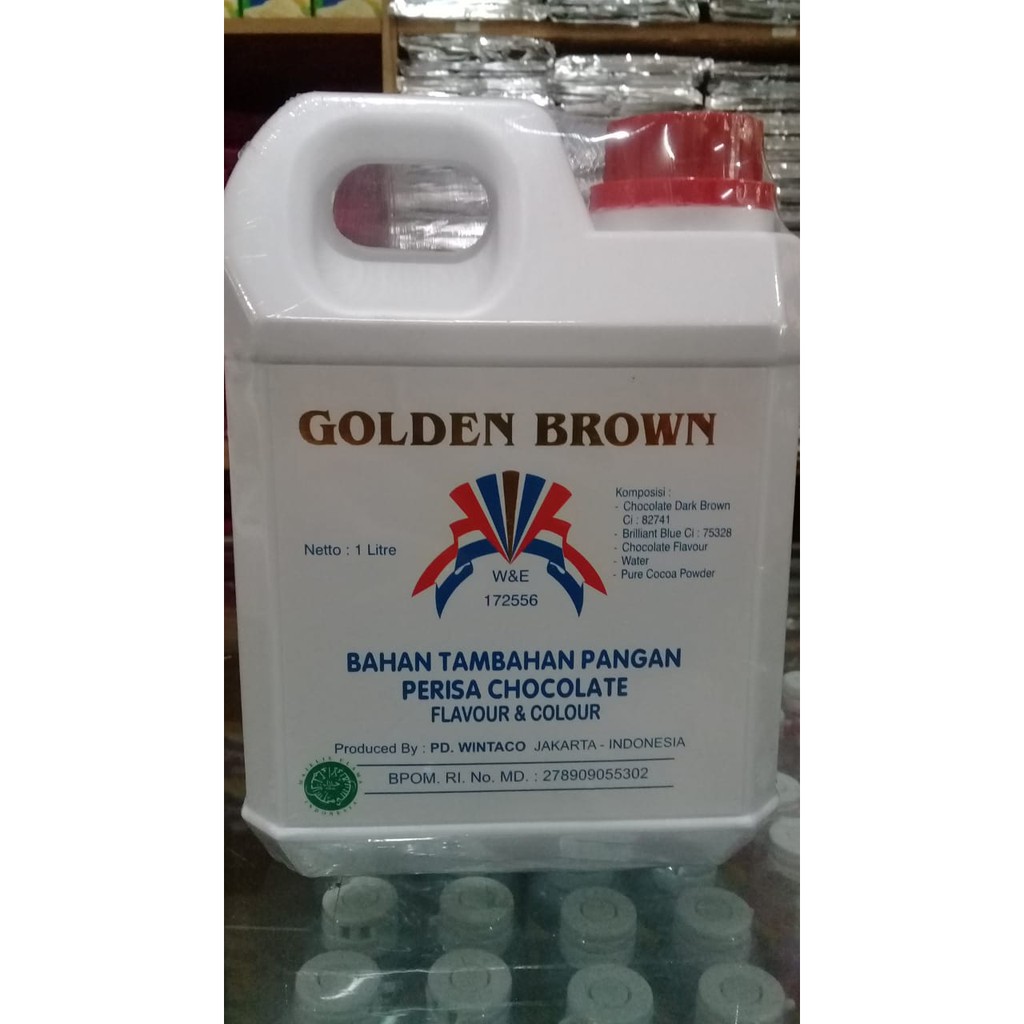 GOLDEN BROWN
Netto : 1 Litre
W&E
172556
Komposisi :
- Chocolate Dark Brown
Ci : 82741
- Brilliant Blue Ci : 75328
- Chocolate Flavour
- Water
- Pure Cocoa Powder
BAHAN TAMBAHAN PANGAN
PERISA CHOCOLATE
FLAVOUR & COLOUR
Produced By : PD. WINTACO JAKARTA - INDONESIA
BPOM. RI. No. MD. : 278909055302